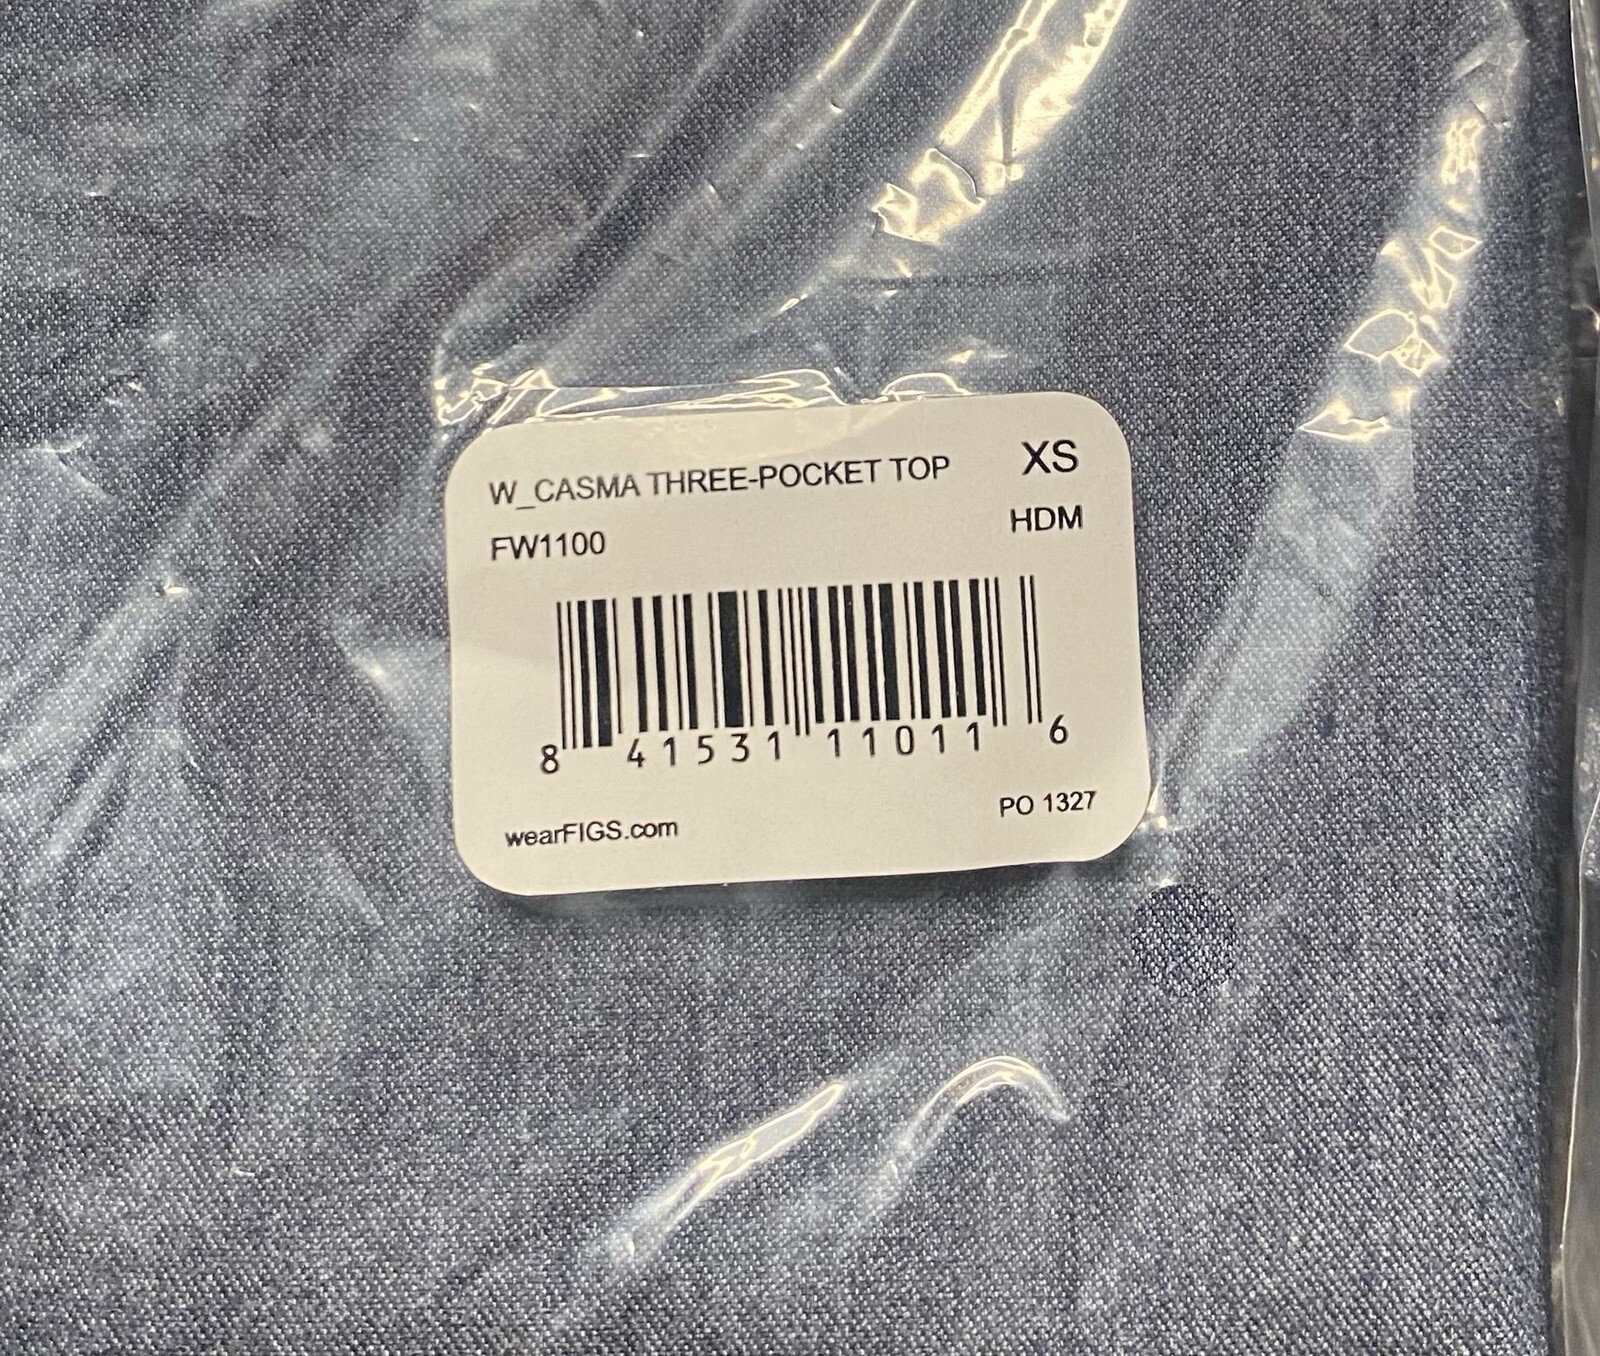 W_CASMA THREE-POCKET TOP XS
FW1100 HDM
8 41531 11011 6
wearFIGS.com PO 1327